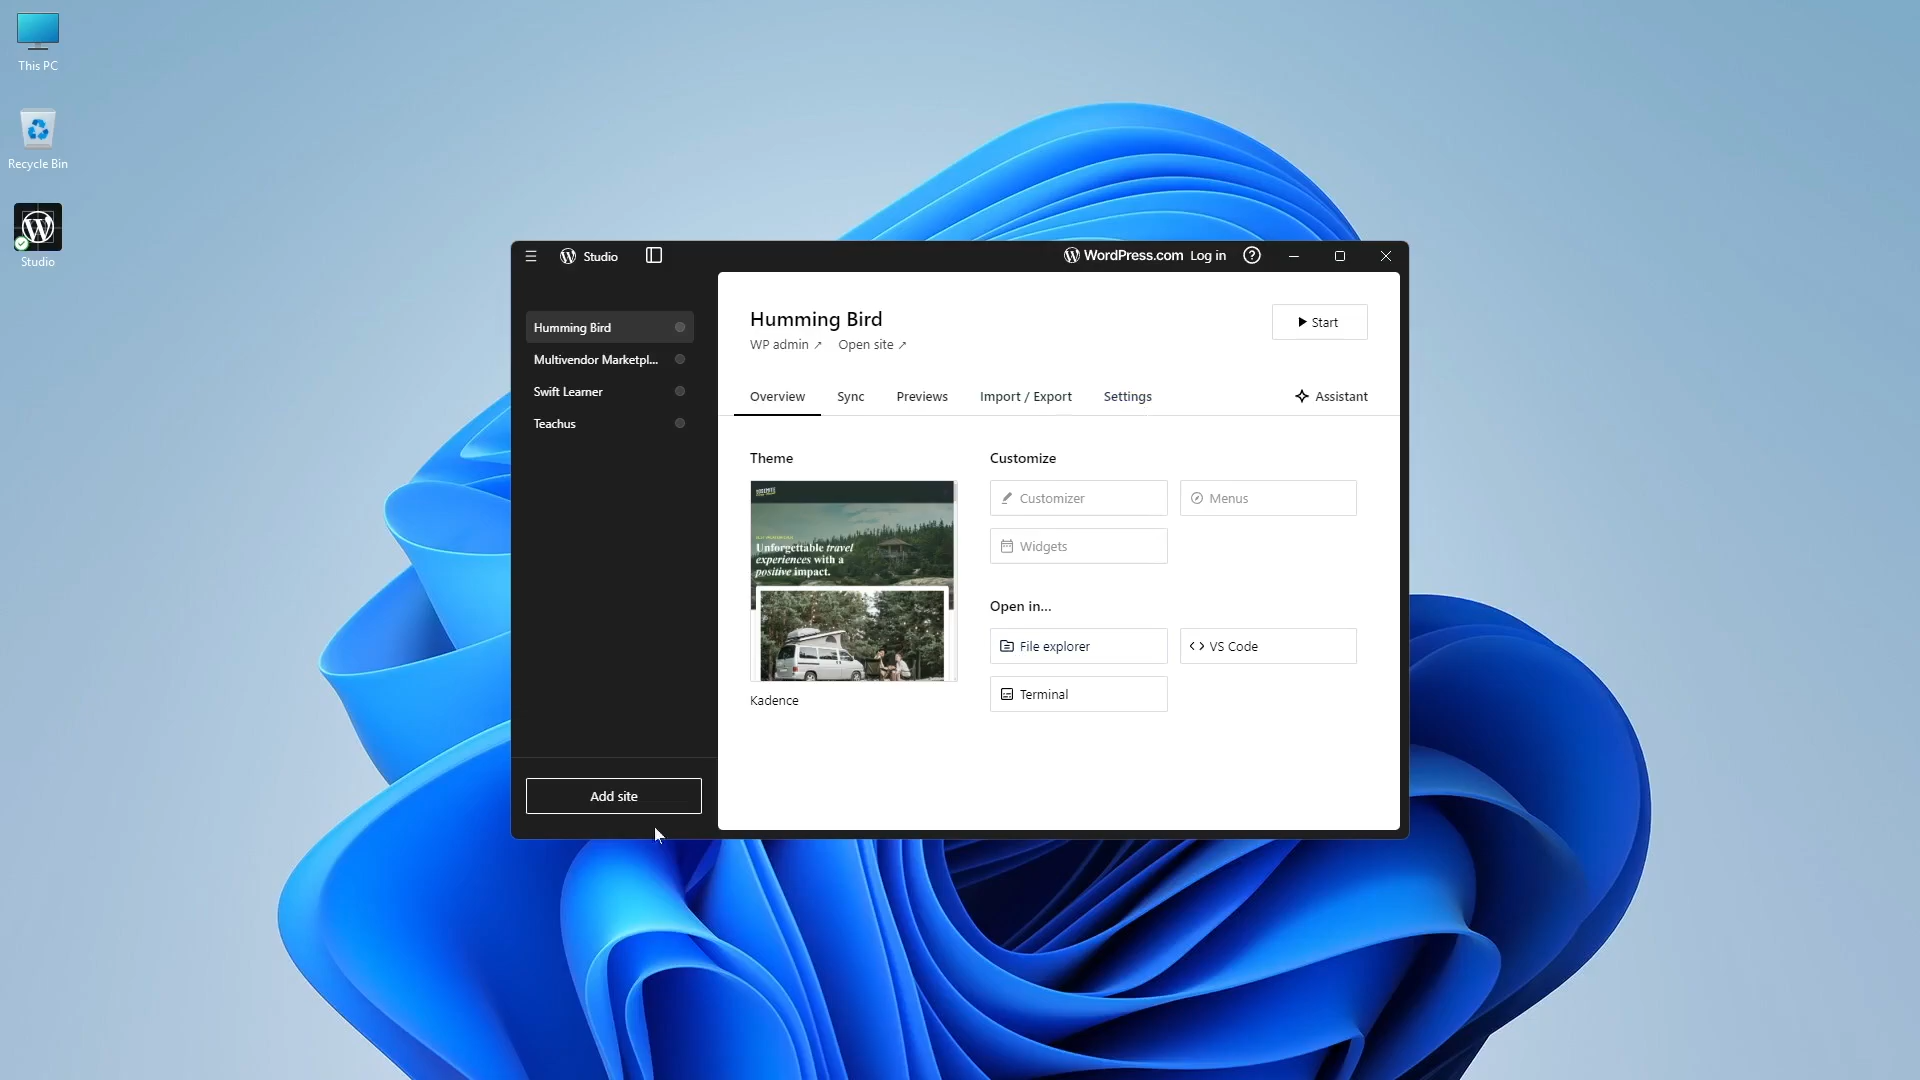 This PC
Recycle Bin
Studio
Studio
WordPress.com Log in
Humming Bird
Multivendor Marketpl...
Swift Learner
Teachus
Add site
Humming Bird
WP admin ↗ Open site ↗
Start
Overview Sync Previews Import / Export Settings Assistant
Theme
Unforgettable travel
experiences with a
positive impact.
Kadence
Customize
Customizer Menus
Widgets
Open in...
File explorer VS Code
Terminal